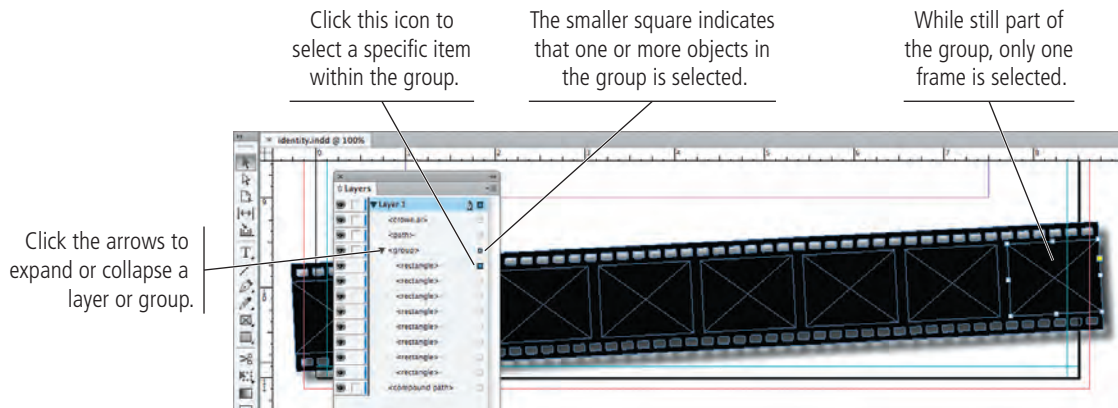 Click this icon to
select a specific item
within the group.
The smaller square indicates
that one or more objects in
the group is selected.
While still part of
the group, only one
frame is selected.
Click the arrows to
expand or collapse a
layer or group.
identity.indd @ 100%
Layers
Layer 1
<crowe.ai>
<path>
<group>
<rectangle>
<rectangle>
<rectangle>
<rectangle>
<rectangle>
<rectangle>
<rectangle>
<rectangle>
<compound path>